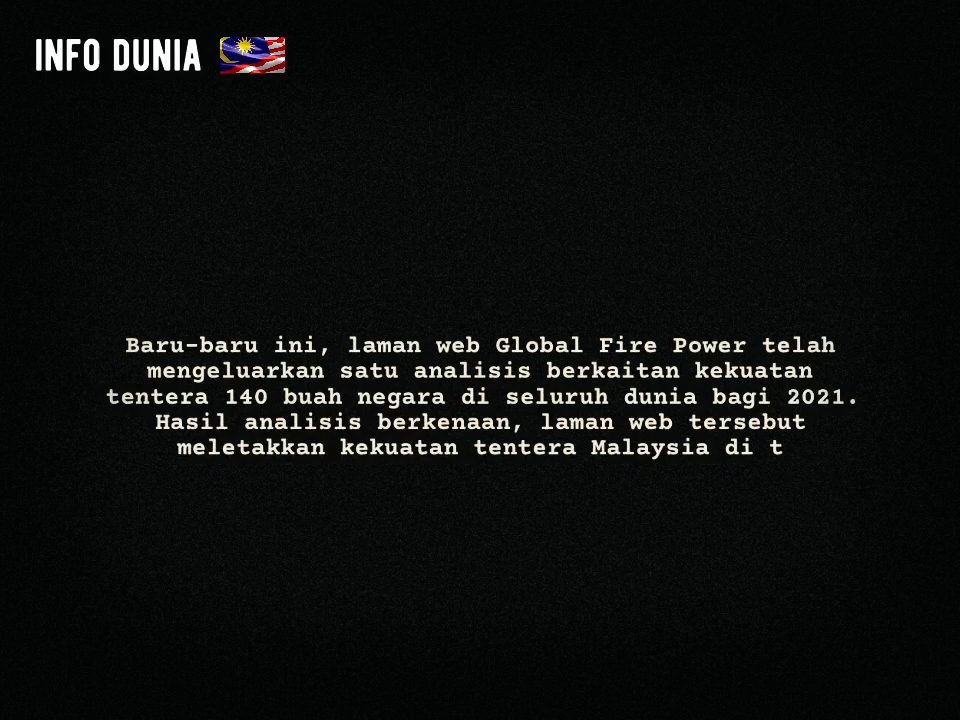 INFO DUNIA
Baru-baru ini, laman web Global Fire Power telah
mengeluarkan satu analisis berkaitan kekuatan
tentera 140 buah negara di seluruh dunia bagi 2021.
Hasil analisis berkenaan, laman web tersebut
meletakkan kekuatan tentera Malaysia di t